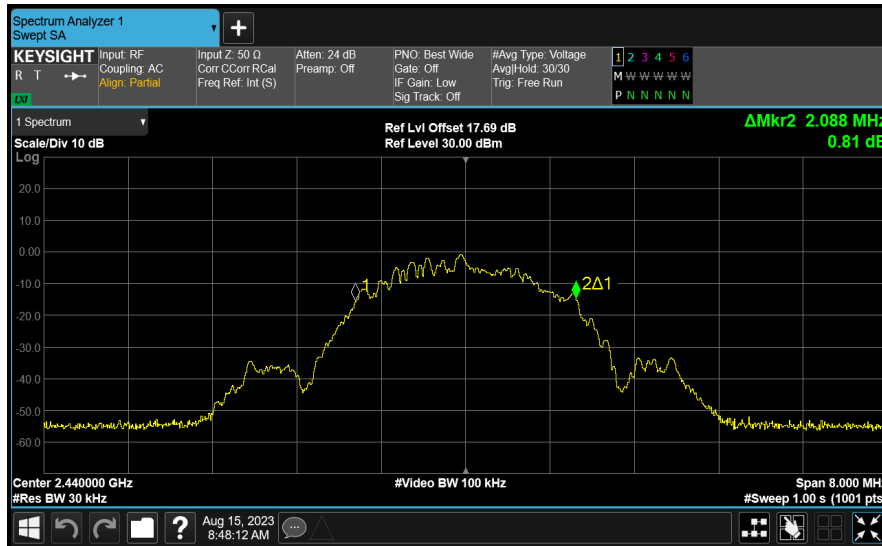 Spectrum Analyzer 1
Swept SA
+
KEYSIGHT
R T
LXI
Input: RF
Coupling: AC
Align: Partial
Input Z: 50 Ω
Corr CCorr RCal
Freq Ref: Int (S)
Atten: 24 dB
Preamp: Off
PNO: Best Wide
Gate: Off
IF Gain: Low
Sig Track: Off
#Avg Type: Voltage
Avg|Hold: 30/30
Trig: Free Run
1 2 3 4 5 6
M W W W W W
P N N N N N
1 Spectrum
Scale/Div 10 dB
Log
Ref Lvl Offset 17.69 dB
Ref Level 30.00 dBm
ΔMkr2 2.088 MHz
0.81 dB
20.0
10.0
0.00
-10.0
-20.0
-30.0
-40.0
-50.0
-60.0
1
2Δ1
Center 2.440000 GHz
#Res BW 30 kHz
#Video BW 100 kHz
Span 8.000 MHz
#Sweep 1.00 s (1001 pts
?
Aug 15, 2023
8:48:12 AM